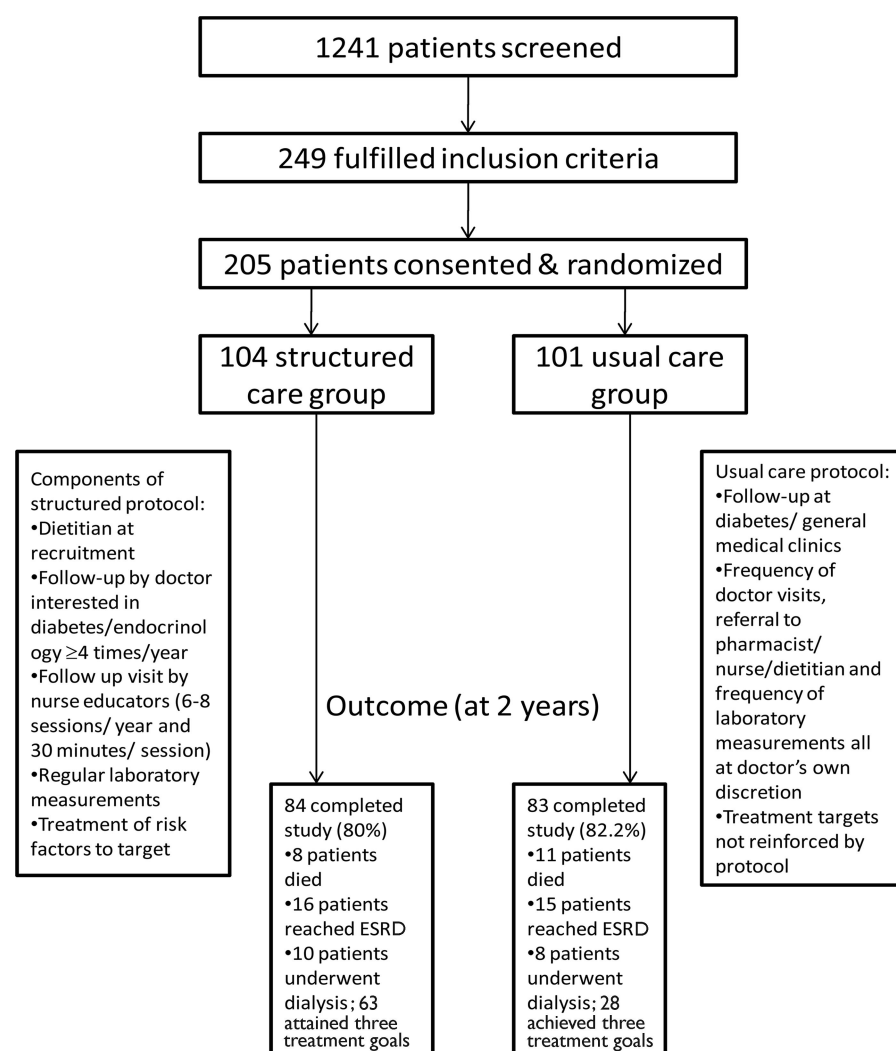 1241 patients screened
249 fulfilled inclusion criteria
205 patients consented & randomized
104 structured
care group
101 usual care
group
Components of
structured protocol:
•Dietitian at
recruitment
•Follow-up by doctor
interested in
diabetes/endocrinol
ogy ≥4 times/year
•Follow up visit by
nurse educators (6-8
sessions/ year and
30 minutes/ session)
•Regular laboratory
measurements
•Treatment of risk
factors to target
Usual care protocol:
•Follow-up at
diabetes/ general
medical clinics
•Frequency of
doctor visits,
referral to
pharmacist/
nurse/dietitian and
frequency of
laboratory
measurements all
at doctor's own
discretion
•Treatment targets
not reinforced by
protocol
Outcome (at 2 years)
84 completed
study (80%)
•8 patients
died
•16 patients
reached ESRD
•10 patients
underwent
dialysis; 63
attained three
treatment goals
83 completed
study (82.2%)
•11 patients
died
•15 patients
reached ESRD
•8 patients
underwent
dialysis; 28
achieved three
treatment goals